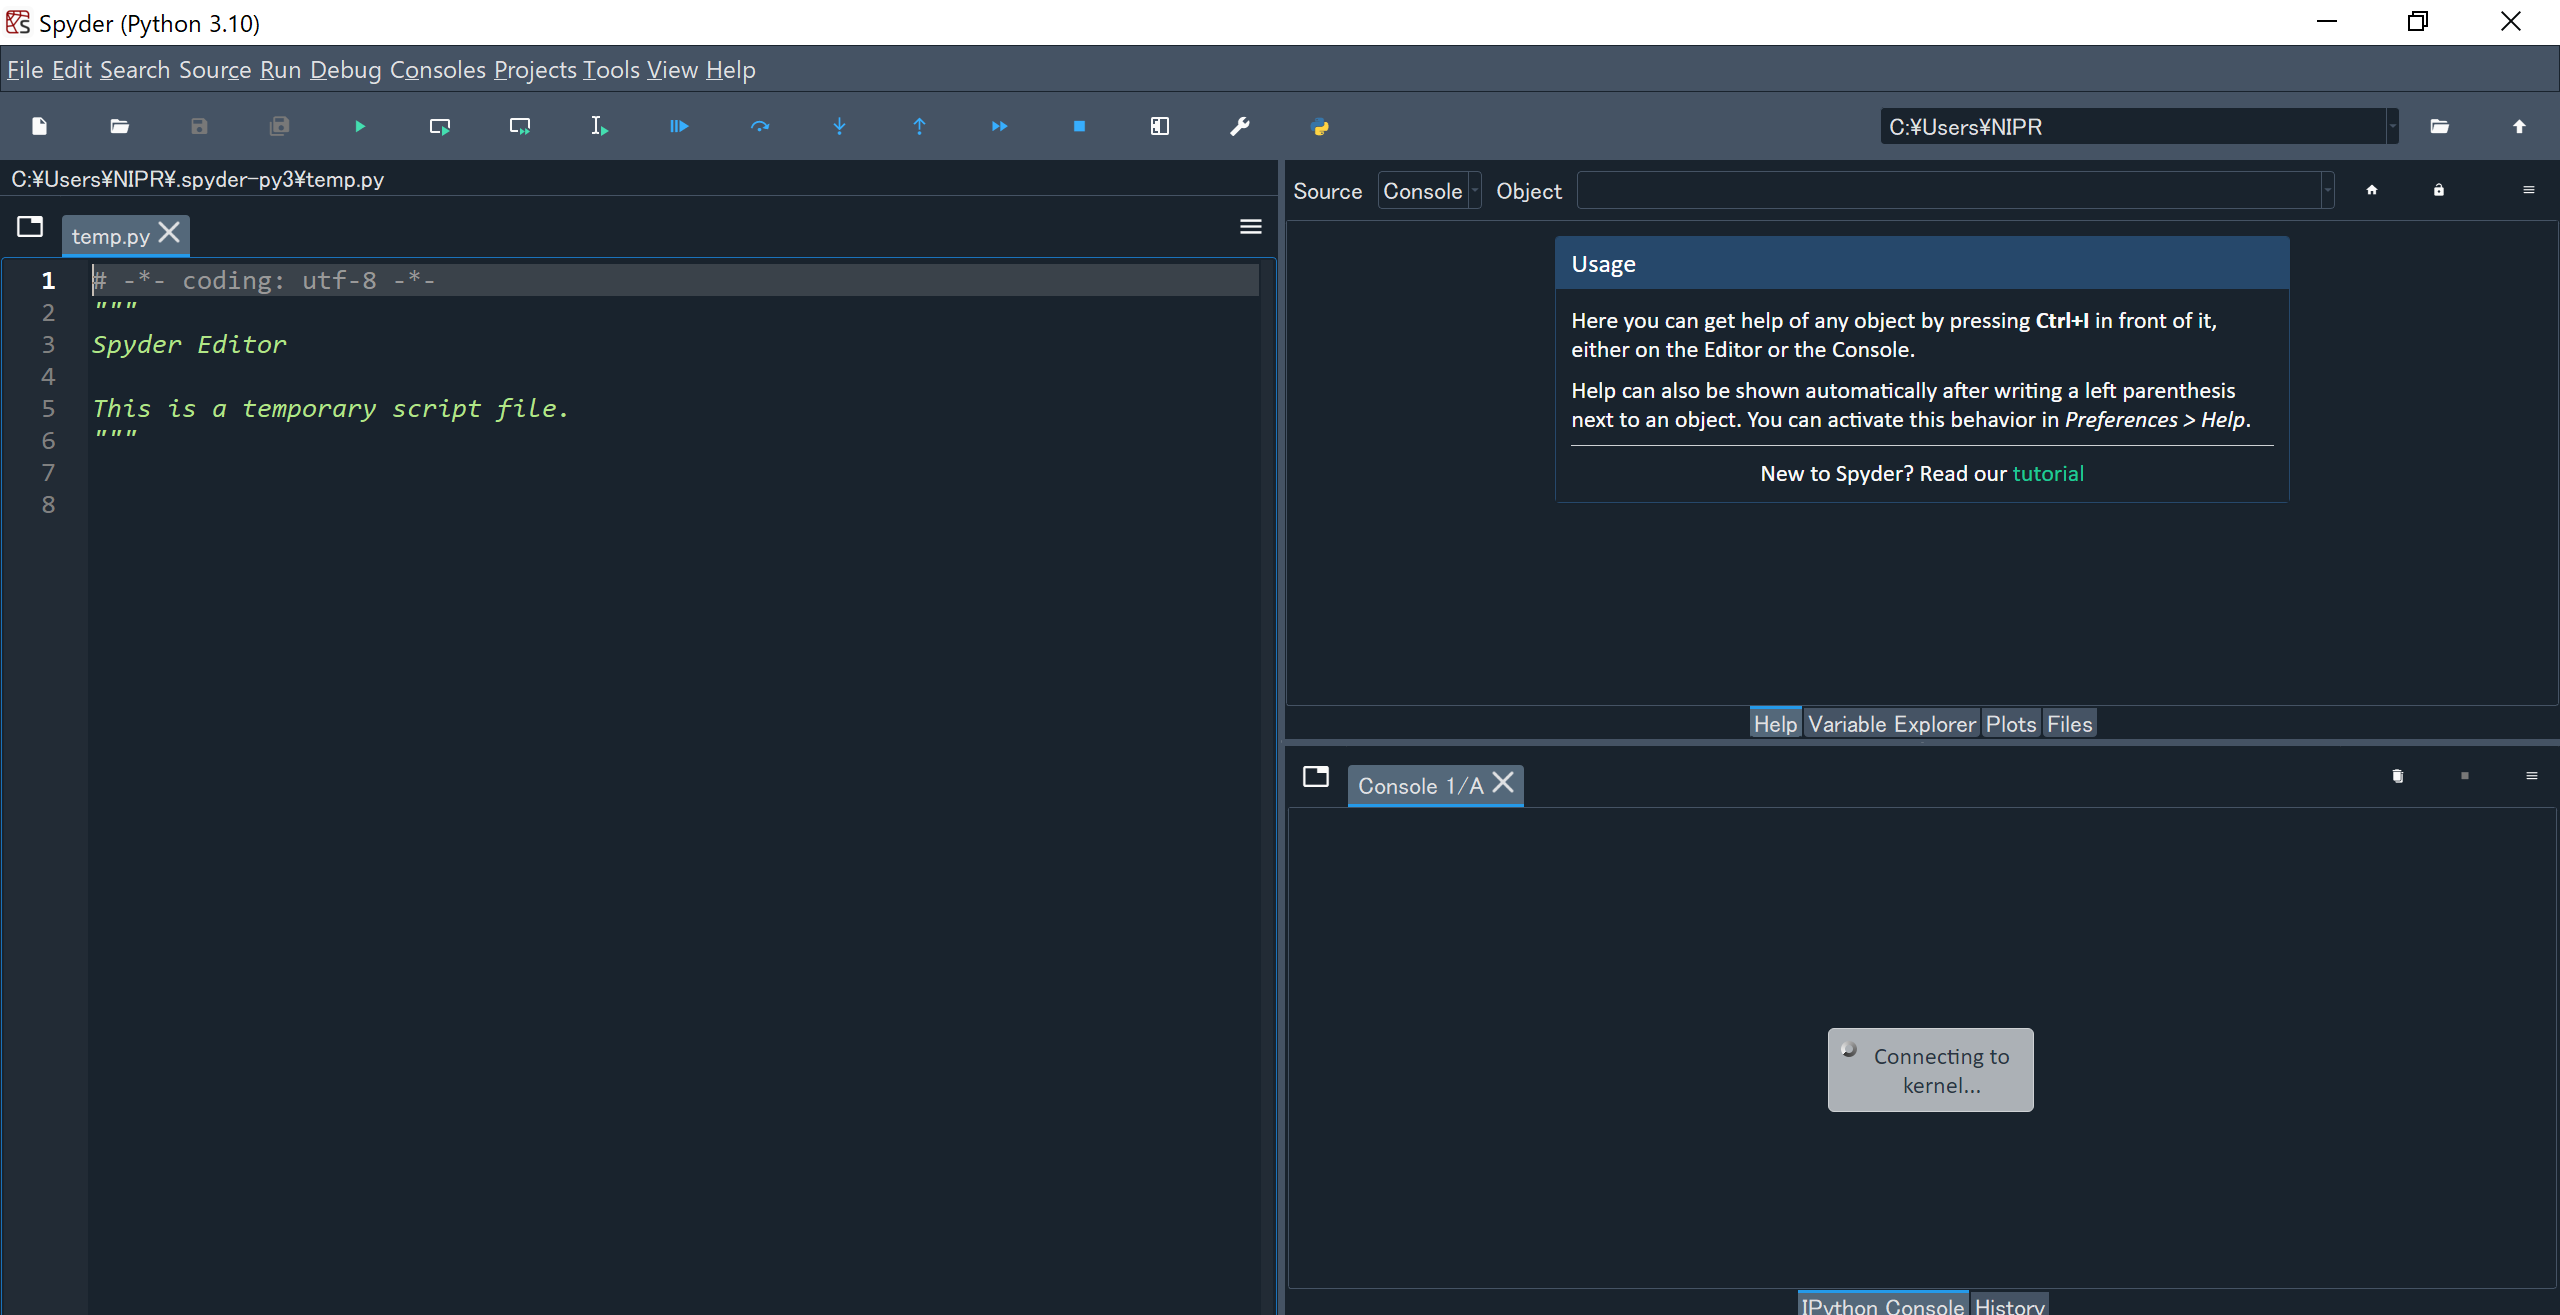 Spyder (Python 3.10)
File Edit Search Source Run Debug Consoles Projects Tools View Help
C:¥Users¥NIPR
C:¥Users¥NIPR¥.spyder-py3¥temp.py
temp.py
1 # -*- coding: utf-8 -*-
2 """
3 Spyder Editor
4
5 This is a temporary script file.
6 """
7
8
Source Console Object
Usage
Here you can get help of any object by pressing Ctrl+I in front of it,
either on the Editor or the Console.
Help can also be shown automatically after writing a left parenthesis
next to an object. You can activate this behavior in Preferences > Help.
New to Spyder? Read our tutorial
Help Variable Explorer Plots Files
Console 1/A
Connecting to
kernel...
IPython Console History